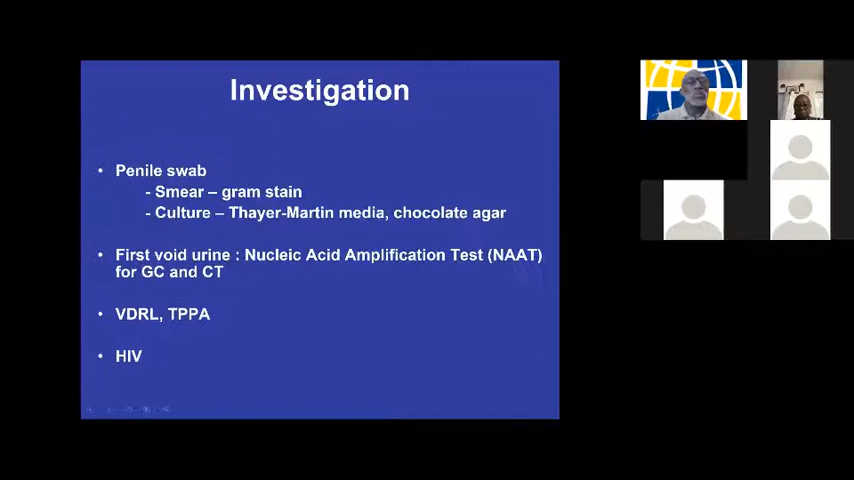 Investigation
• Penile swab
- Smear – gram stain
- Culture – Thayer-Martin media, chocolate agar
• First void urine : Nucleic Acid Amplification Test (NAAT)
for GC and CT
• VDRL, TPPA
• HIV